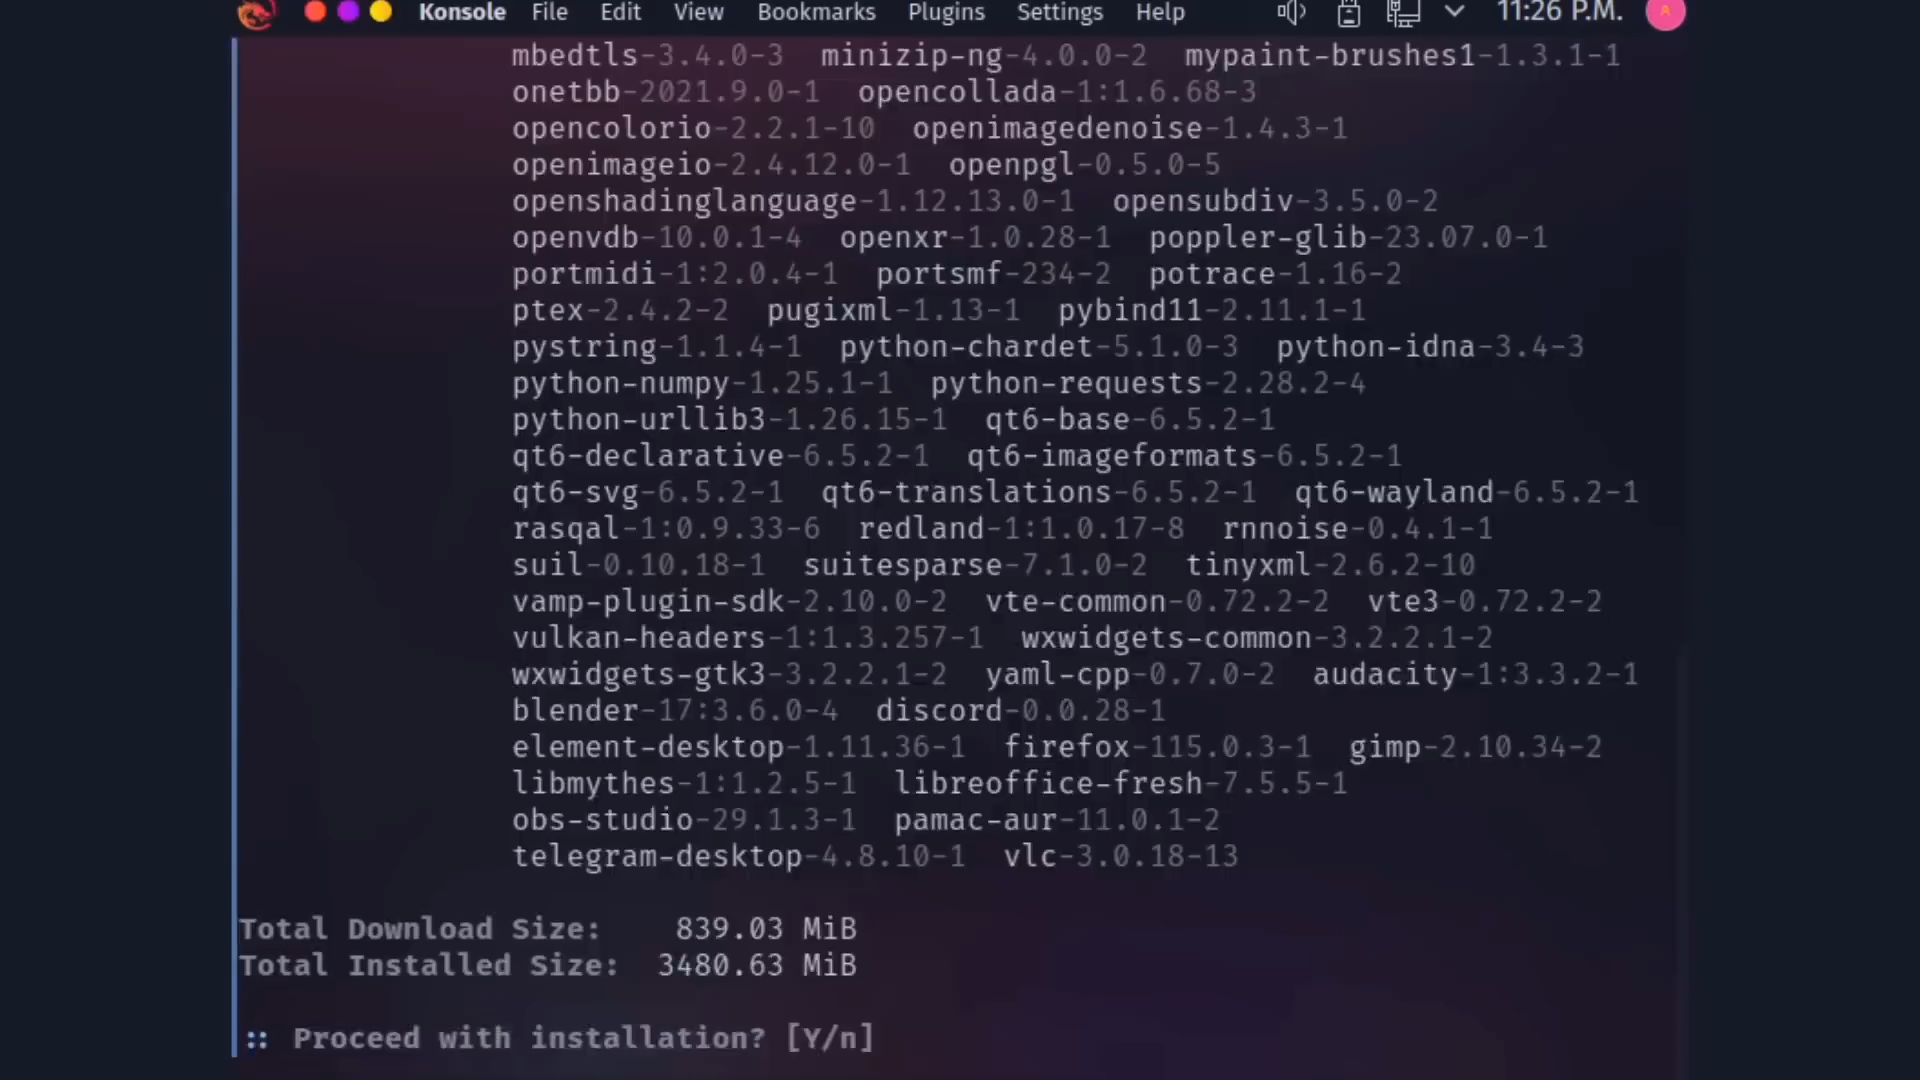 Konsole File Edit View Bookmarks Plugins Settings Help 11:26 P.M. A
mbedtls-3.4.0-3 minizip-ng-4.0.0-2 mypaint-brushes1-1.3.1-1
onetbb-2021.9.0-1 opencollada-1:1.6.68-3
opencolorio-2.2.1-10 openimagedenoise-1.4.3-1
openimageio-2.4.12.0-1 openpgl-0.5.0-5
openshadinglanguage-1.12.13.0-1 opensubdiv-3.5.0-2
openvdb-10.0.1-4 openxr-1.0.28-1 poppler-glib-23.07.0-1
portmidi-1:2.0.4-1 portsmf-234-2 potrace-1.16-2
ptex-2.4.2-2 pugixml-1.13-1 pybind11-2.11.1-1
pystring-1.1.4-1 python-chardet-5.1.0-3 python-idna-3.4-3
python-numpy-1.25.1-1 python-requests-2.28.2-4
python-urllib3-1.26.15-1 qt6-base-6.5.2-1
qt6-declarative-6.5.2-1 qt6-imageformats-6.5.2-1
qt6-svg-6.5.2-1 qt6-translations-6.5.2-1 qt6-wayland-6.5.2-1
rasqal-1:0.9.33-6 redland-1:1.0.17-8 rnnoise-0.4.1-1
suil-0.10.18-1 suitesparse-7.1.0-2 tinyxml-2.6.2-10
vamp-plugin-sdk-2.10.0-2 vte-common-0.72.2-2 vte3-0.72.2-2
vulkan-headers-1:1.3.257-1 wxwidgets-common-3.2.2.1-2
wxwidgets-gtk3-3.2.2.1-2 yaml-cpp-0.7.0-2 audacity-1:3.3.2-1
blender-17:3.6.0-4 discord-0.0.28-1
element-desktop-1.11.36-1 firefox-115.0.3-1 gimp-2.10.34-2
libmythes-1:1.2.5-1 libreoffice-fresh-7.5.5-1
obs-studio-29.1.3-1 pamac-aur-11.0.1-2
telegram-desktop-4.8.10-1 vlc-3.0.18-13
Total Download Size: 839.03 MiB
Total Installed Size: 3480.63 MiB
:: Proceed with installation? [Y/n]